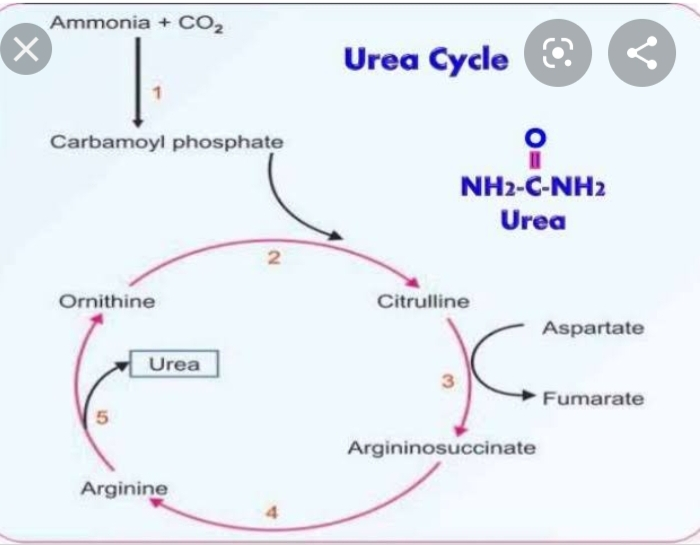 Ammonia + CO₂
Urea Cycle
1
Carbamoyl phosphate
O
||
NH2-C-NH2
Urea
2
Ornithine
Citrulline
Aspartate
Urea
3
Fumarate
5
Argininosuccinate
Arginine
4